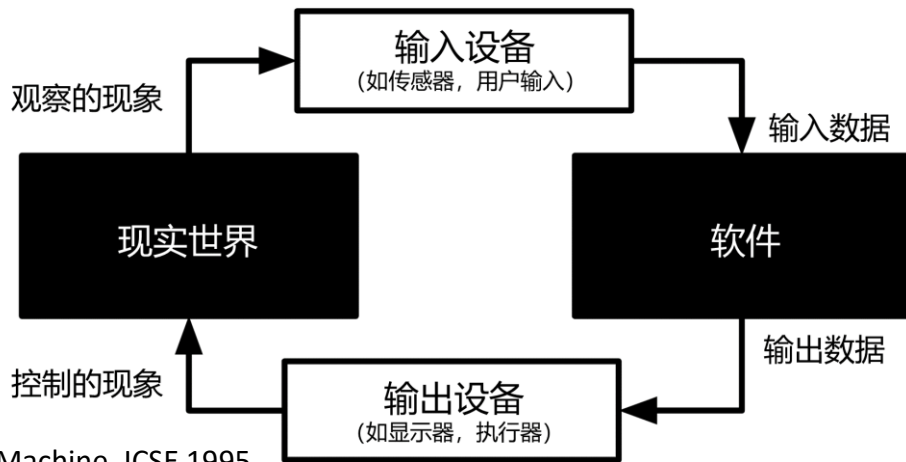 输入设备
（如传感器，用户输入）
观察的现象
输入数据
现实世界
软件
输出数据
控制的现象
输出设备
（如显示器，执行器）
Machine, ICSE 1995